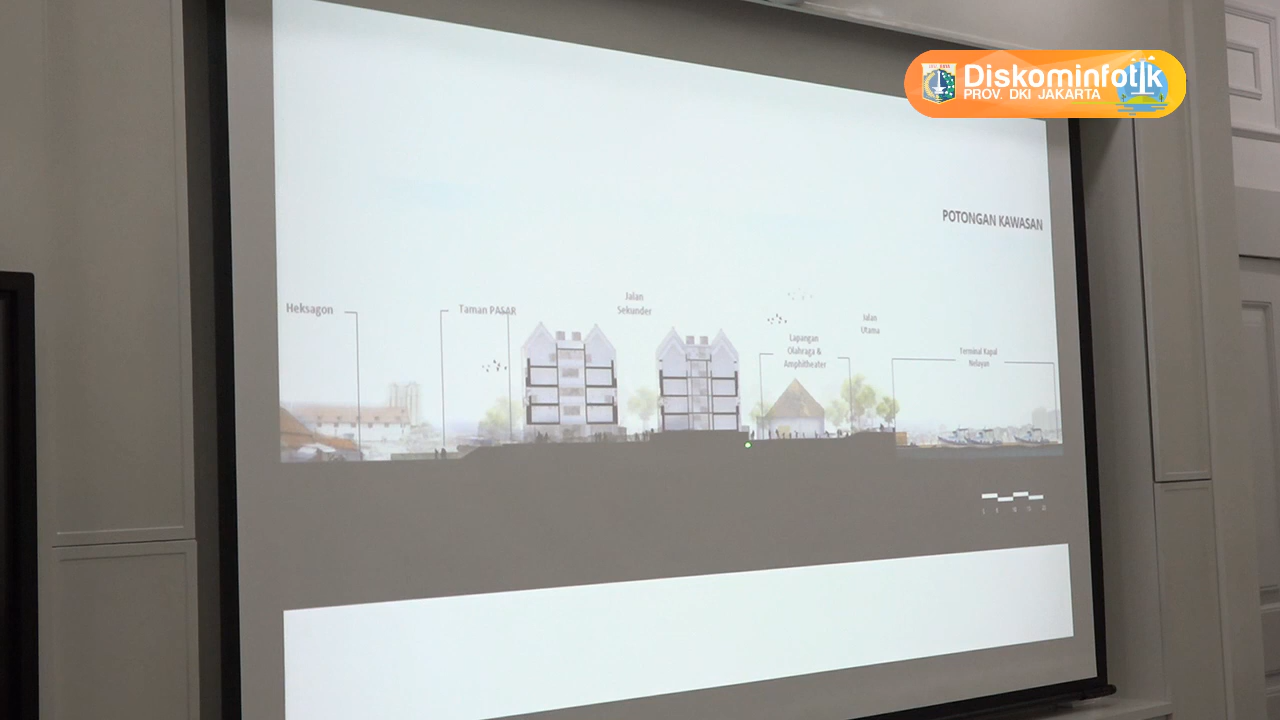 Diskominfotik
PROV. DKI JAKARTA
POTONGAN KAWASAN
Heksagon
Taman PASAR
Jalan
Sekunder
Lapangan
Olahraga &
Amphitheater
Jalan
Utama
Terminal Kapal
Nelayan